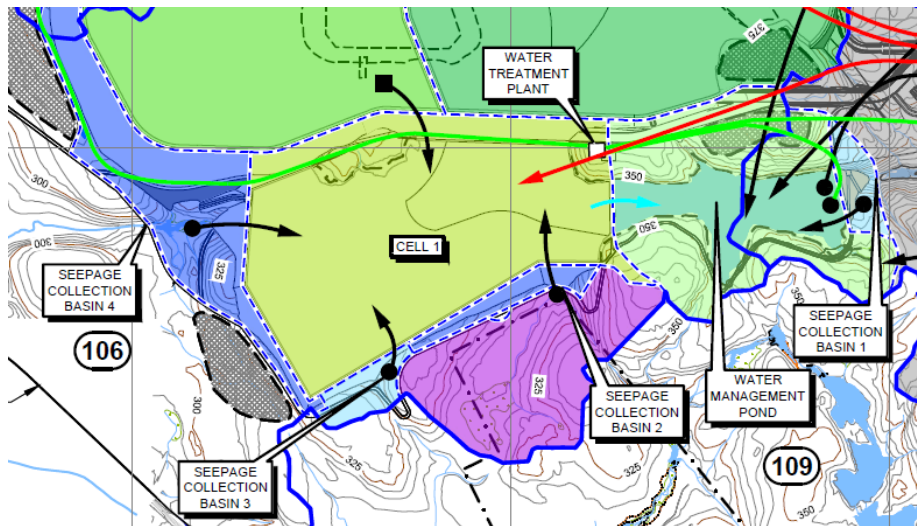 375
WATER
TREATMENT
PLANT
300
350
300
350
CELL 1
325
SEEPAGE
COLLECTION
BASIN 4
106
350
350
SEEPAGE
COLLECTION
BASIN 1
325
SEEPAGE
COLLECTION
BASIN 2
WATER
MANAGEMENT
POND
300
325
325
350
SEEPAGE
COLLECTION
BASIN 3
109